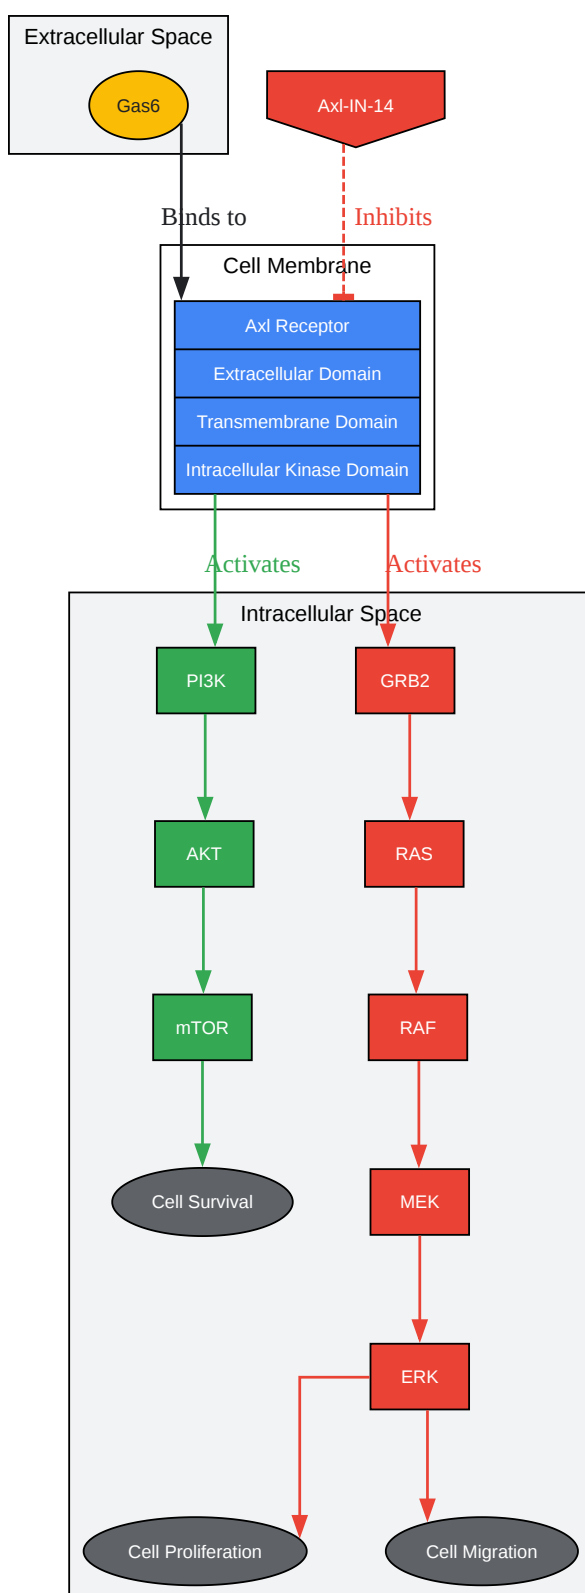 Extracellular Space
Gas6
Axl-IN-14
Binds to
Inhibits
Cell Membrane
Axl Receptor
Extracellular Domain
Transmembrane Domain
Intracellular Kinase Domain
Activates
Activates
Intracellular Space
PI3K
GRB2
AKT
RAS
mTOR
RAF
Cell Survival
MEK
ERK
Cell Proliferation
Cell Migration